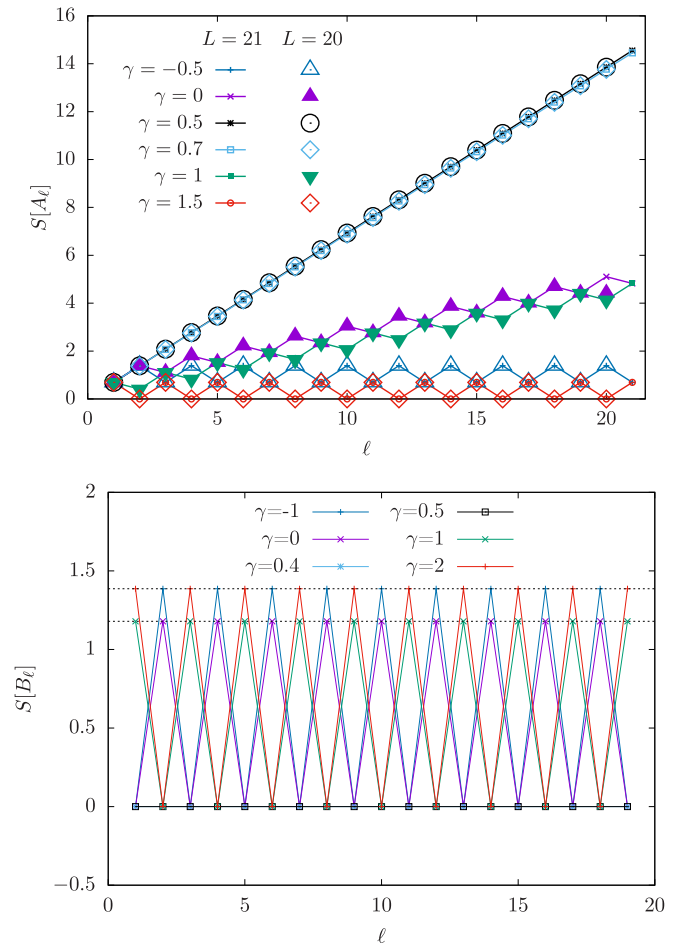 16
14
12
10
8
6
4
2
0
S[A_ℓ]
L = 21 L = 20
γ = −0.5
γ = 0
γ = 0.5
γ = 0.7
γ = 1
γ = 1.5
0 5 10 15 20
ℓ
2
1.5
1
0.5
0
−0.5
S[B_ℓ]
γ=-1 γ=0.5
γ=0 γ=1
γ=0.4 γ=2
0 5 10 15 20
ℓ